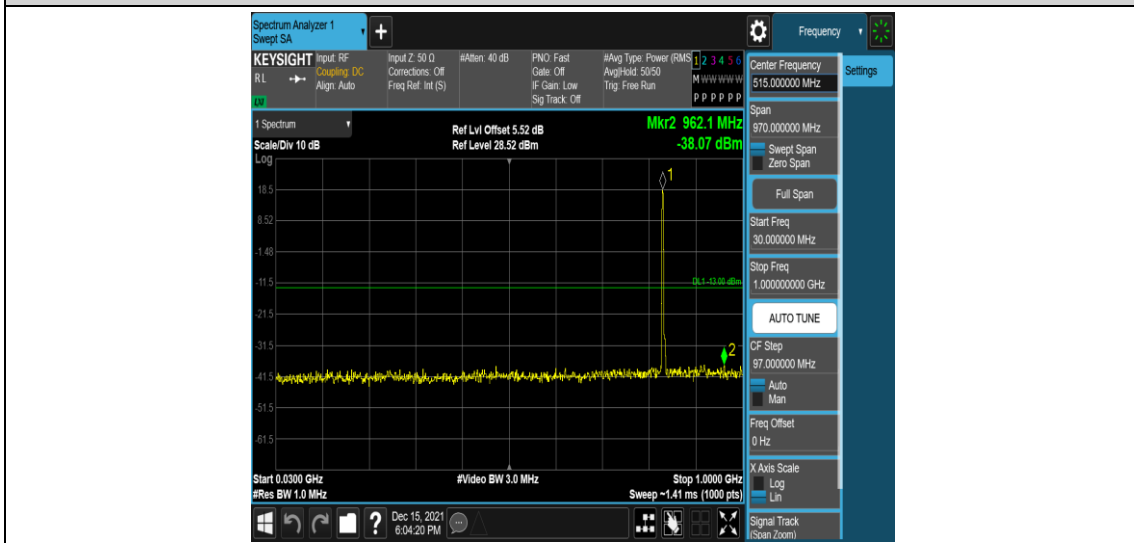 Spectrum Analyzer 1
Swept SA
+
Frequency
KEYSIGHT Input: RF
Coupling: DC
Align: Auto
RL
LXI
Input Z: 50 Ω
Corrections: Off
Freq Ref: Int (S)
#Atten: 40 dB
PNO: Fast
Gate: Off
IF Gain: Low
Sig Track: Off
#Avg Type: Power (RMS
Avg|Hold: 50/50
Trig: Free Run
1 2 3 4 5 6
M W W W W W
P P P P P P
Center Frequency
515.000000 MHz
Settings
1 Spectrum
Scale/Div 10 dB
Ref Lvl Offset 5.52 dB
Ref Level 28.52 dBm
Mkr2 962.1 MHz
-38.07 dBm
Span
970.000000 MHz
Swept Span
Zero Span
Full Span
Start Freq
30.000000 MHz
Stop Freq
1.000000000 GHz
AUTO TUNE
CF Step
97.000000 MHz
Auto
Man
Freq Offset
0 Hz
X Axis Scale
Log
Lin
Signal Track
(Span Zoom)
Log
1
18.5
8.52
-1.48
-11.5
DL1 -13.00 dBm
-21.5
-31.5
2
-41.5
-51.5
-61.5
Start 0.0300 GHz
#Res BW 1.0 MHz
#Video BW 3.0 MHz
Stop 1.0000 GHz
Sweep ~1.41 ms (1000 pts)
?
Dec 15, 2021
6:04:20 PM